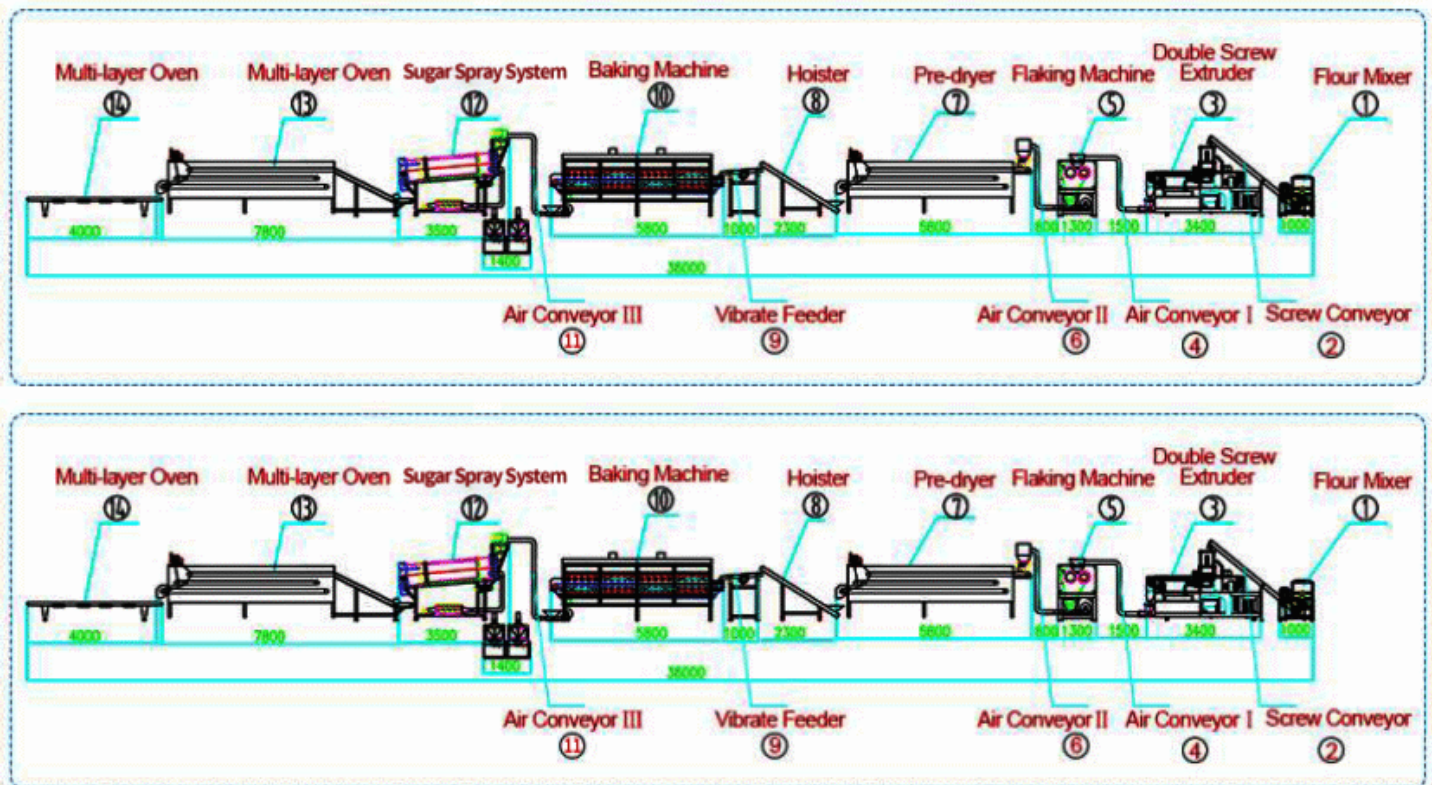 Double Screw
Multi-layer Oven Multi-layer Oven Sugar Spray System Baking Machine Hoister Pre-dryer Flaking Machine Extruder Flour Mixer
⑭ ⑬ ⑫ ⑩ ⑧ ⑦ ⑤ ③ ①
4000 7800 3500 5800 1000 2300 5600 800 1300 1500 3400 1000
1400
36000
Air Conveyor III Vibrate Feeder Air Conveyor II Air Conveyor I Screw Conveyor
⑪ ⑨ ⑥ ④ ②
Double Screw
Multi-layer Oven Multi-layer Oven Sugar Spray System Baking Machine Hoister Pre-dryer Flaking Machine Extruder Flour Mixer
⑭ ⑬ ⑫ ⑩ ⑧ ⑦ ⑤ ③ ①
4000 7800 3500 5800 1000 2300 5600 800 1300 1500 3400 1000
1400
36000
Air Conveyor III Vibrate Feeder Air Conveyor II Air Conveyor I Screw Conveyor
⑪ ⑨ ⑥ ④ ②